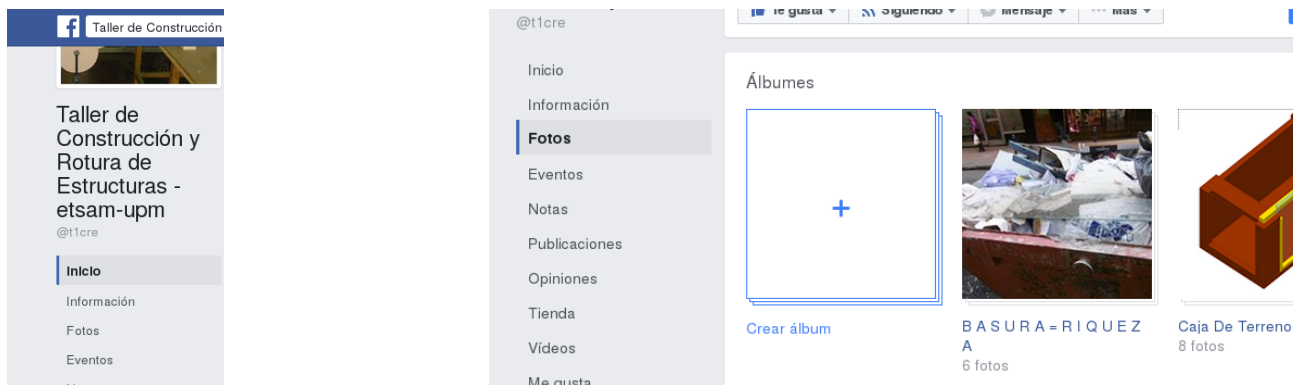 Taller de Construcción
Taller de
Construcción y
Rotura de
Estructuras -
etsam-upm
@t1cre
Inicio
Información
Fotos
Eventos
@t1cre
Inicio
Información
Fotos
Eventos
Notas
Publicaciones
Opiniones
Tienda
Vídeos
Me gusta
Te gusta Siguiendo Mensaje ··· Más
Álbumes
+
Crear álbum
B A S U R A = R I Q U E Z
A
6 fotos
Caja De Terreno
8 fotos